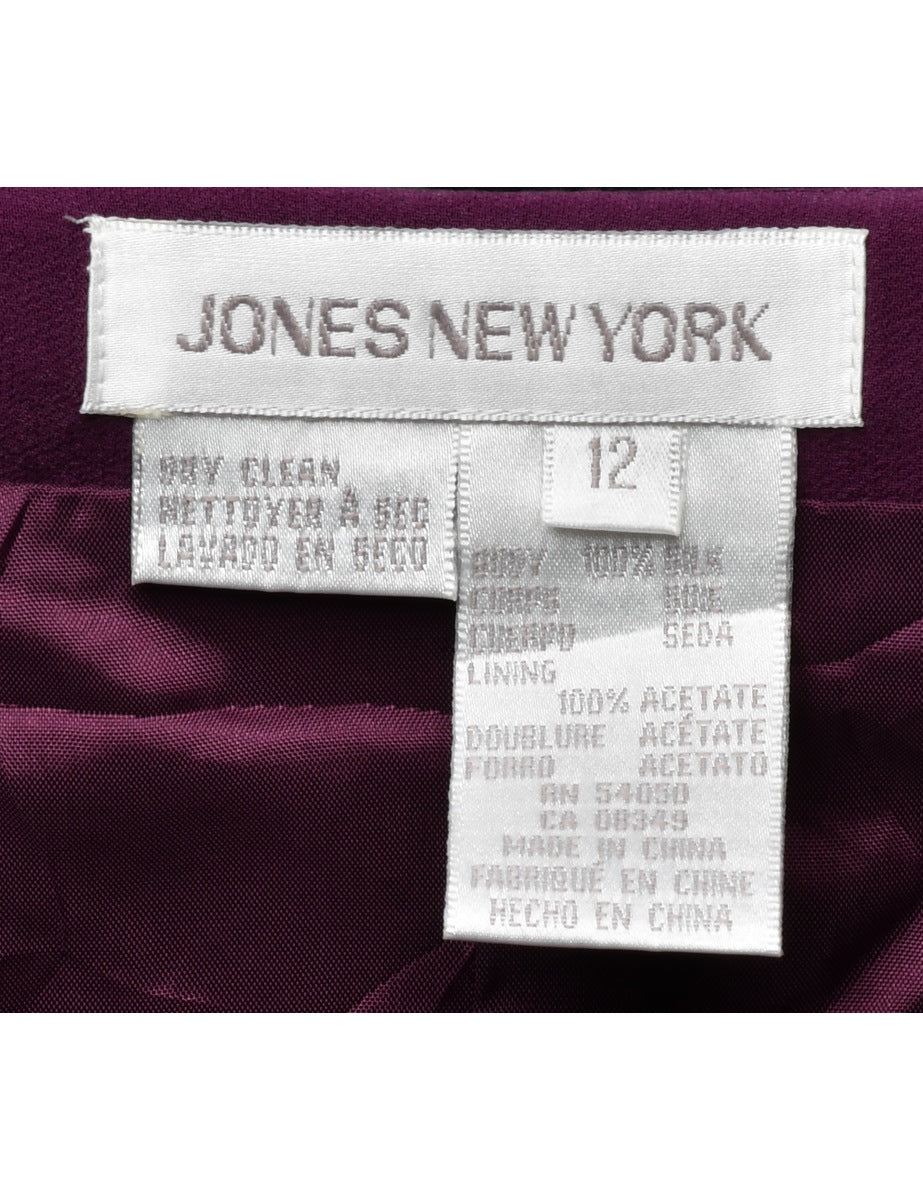 JONES NEW YORK
DRY CLEAN
NETTOYER À SEC
LAVADO EN SECO
12
BODY 100% SILK
CORPS SOIE
CUERPO SEDA
LINING
100% ACETATE
DOUBLURE ACÉTATE
FORRO ACETATO
RN 54050
CA 08349
MADE IN CHINA
FABRIQUÉ EN CHINE
HECHO EN CHINA